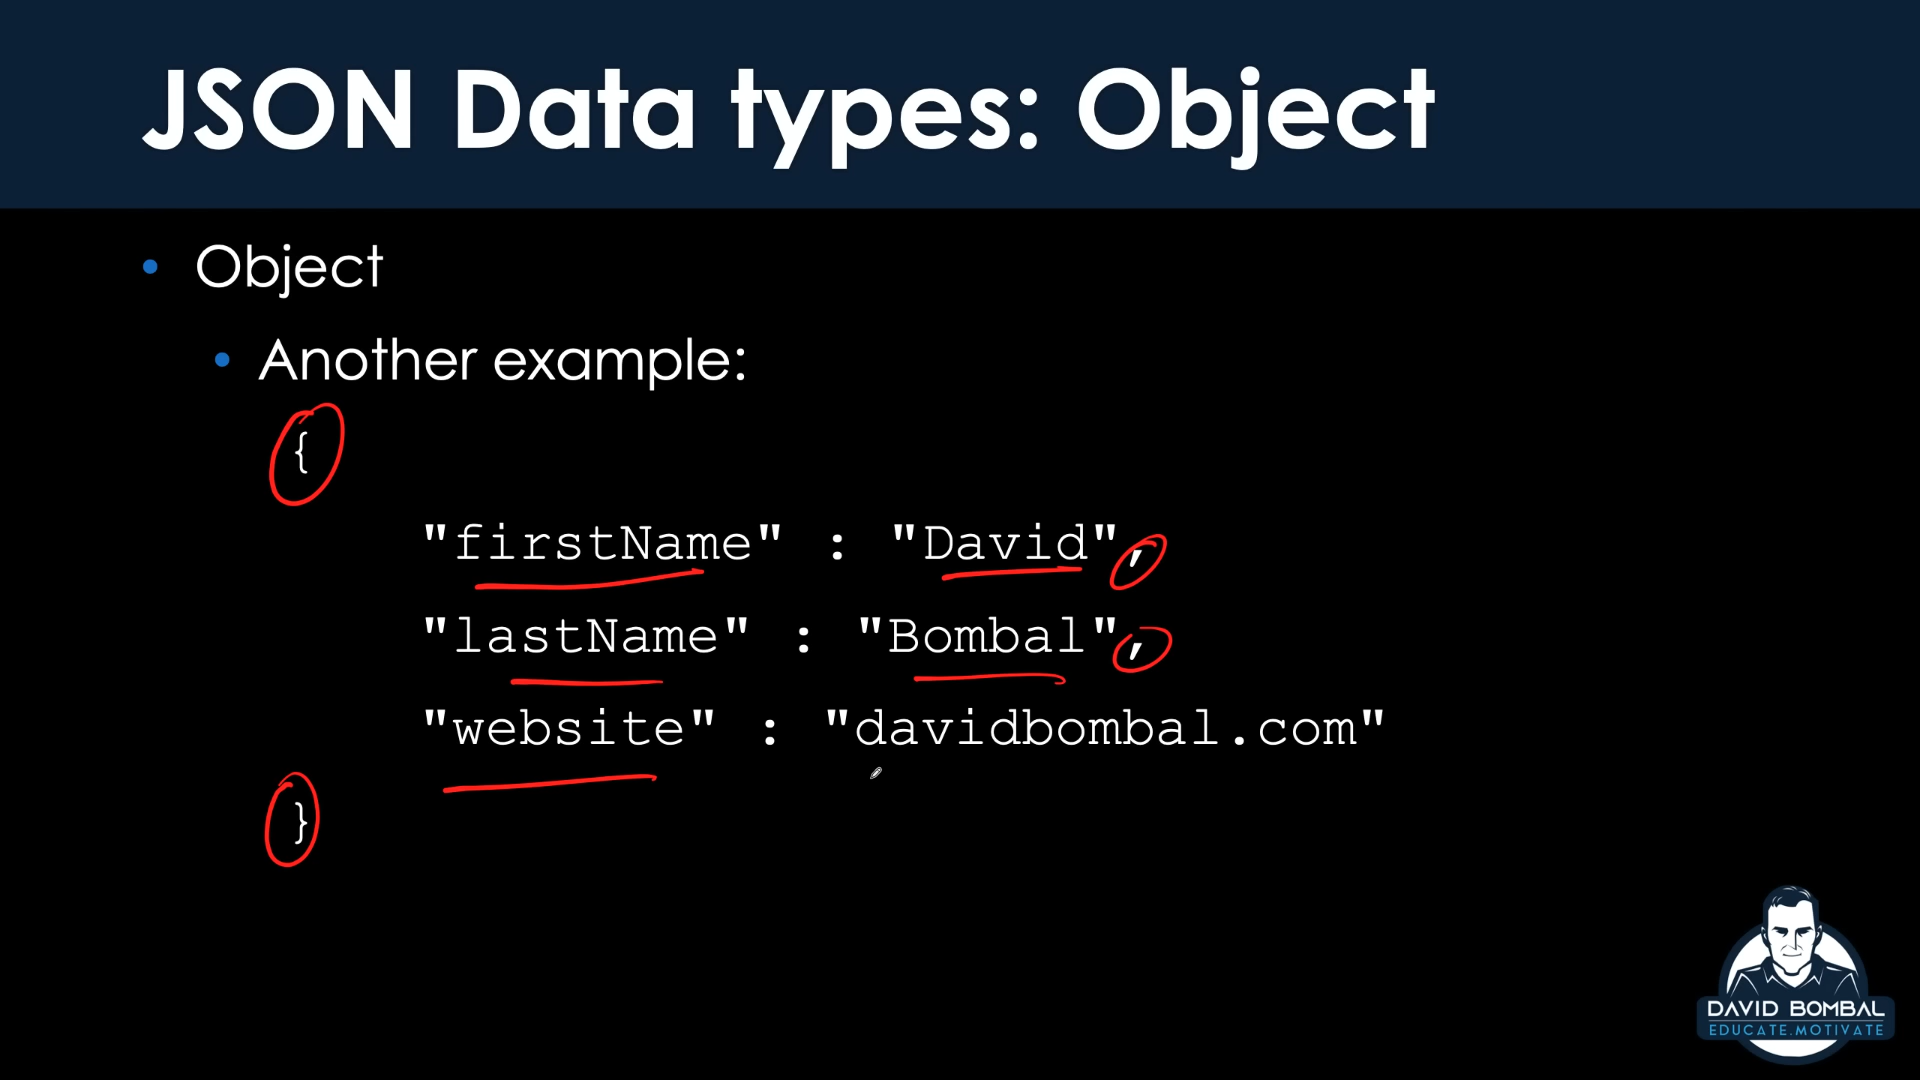 JSON Data types: Object
• Object
• Another example:
{
"firstName" : "David",
"lastName" : "Bombal",
"website" : "davidbombal.com"
}
DAVID BOMBAL
EDUCATE.MOTIVATE